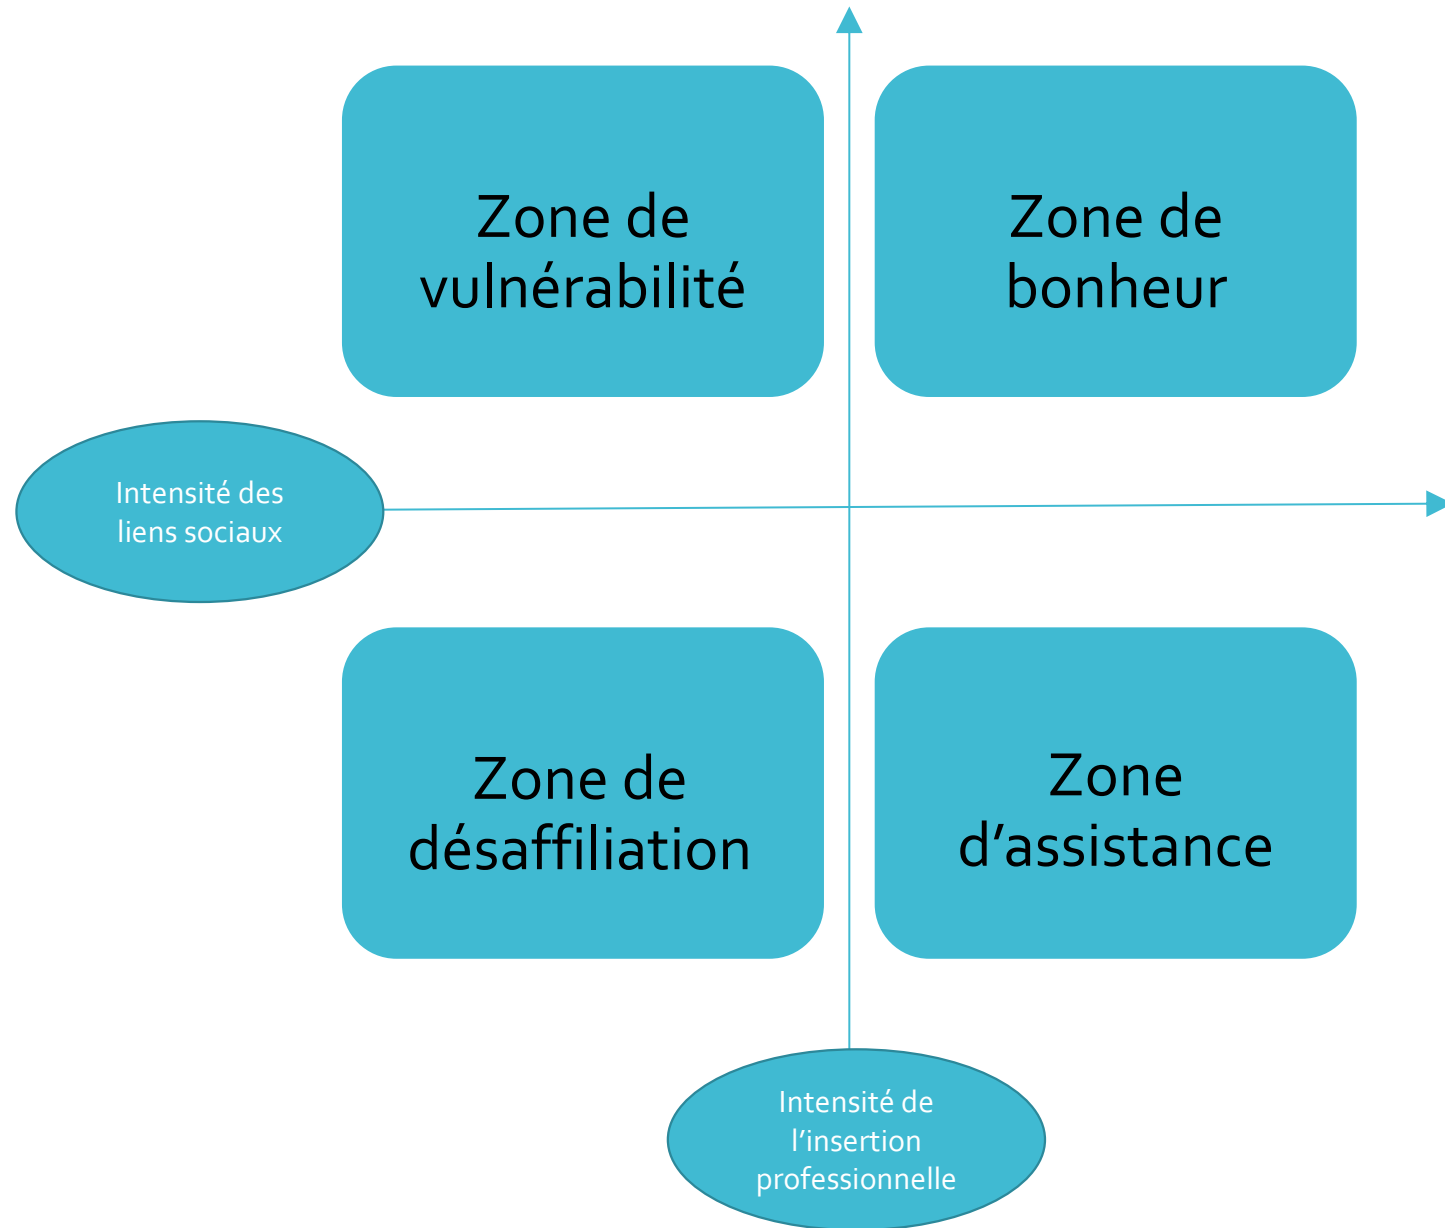 Zone de
vulnérabilité
Zone de
bonheur
Intensité des
liens sociaux
Zone de
désaffiliation
Zone
d’assistance
Intensité de
l’insertion
professionnelle